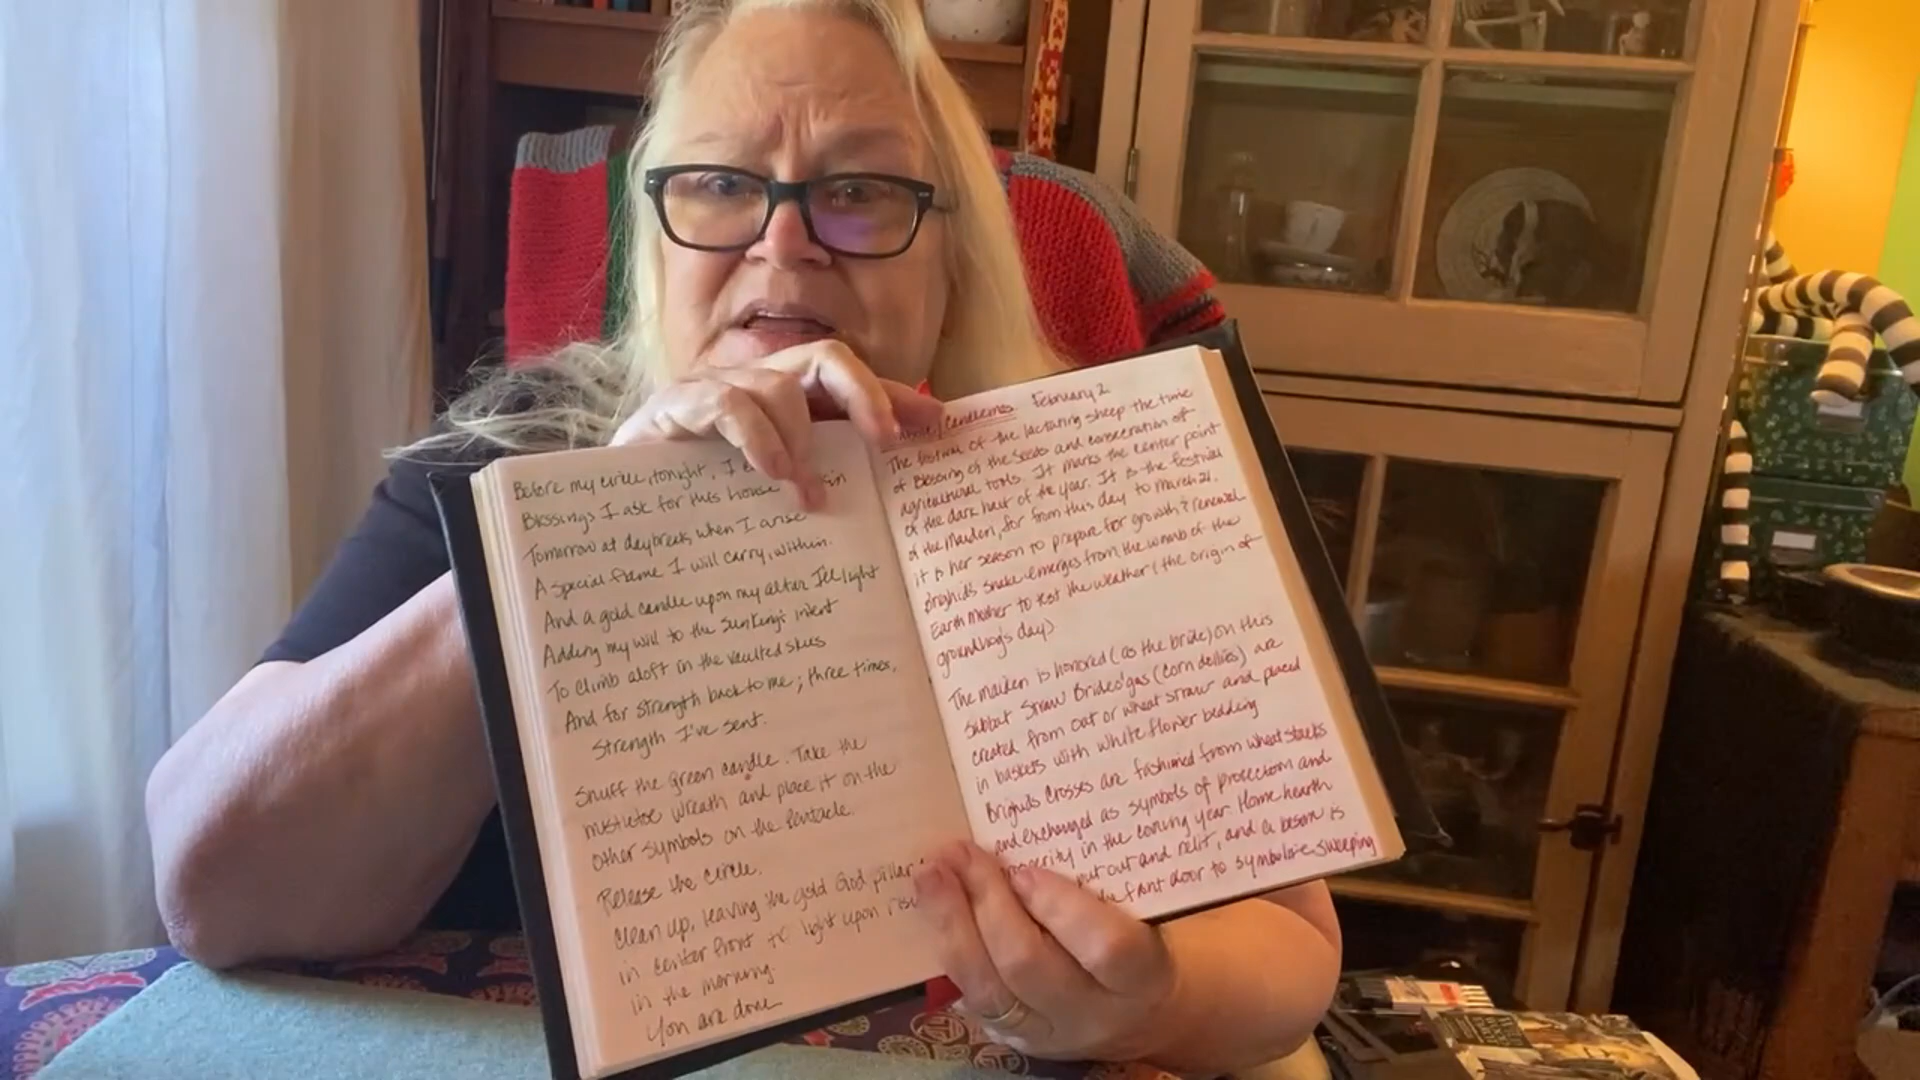 Before my circle tonight, I
Blessings I ask for this house
Tomorrow at daybreak when I arise
A special flame I will carry, within.
And a gold candle upon my altar I'll light
Adding my will to the Sun King's intent
To climb aloft in the vaulted skies
And for strength back to me; three times,
Strength I've sent.
Snuff the green candle. Take the
mistletoe wreath and place it on the
other symbols on the Pentacle.
Release the circle.
Clean up, leaving the gold God pillar
in center front to light upon
in the morning.
You are done
Candlemas. February 2
The festival of the lactating sheep the time
of Blessing of the Seeds and consecration of
agricultural tools. It marks the center point
of the dark half of the year. It is the festival
of the Maiden, for from this day to March 21.
it is her season to prepare for growth & renewal
Brighid's snake emerges from the womb of the
Earth Mother to test the weather (the origin of
groundhog's day)
The maiden is honored (as the bride) on this
Sabbat Straw Brideo'gas (corn dollies) are
created from oat or wheat straw and placed
in baskets with white flower bedding
Brighids Crosses are fashioned from wheat stalks
and exchanged as symbols of protection and
prosperity in the coming year. Home hearth
put out and relit, and a besom is
front door to symbolize sweeping